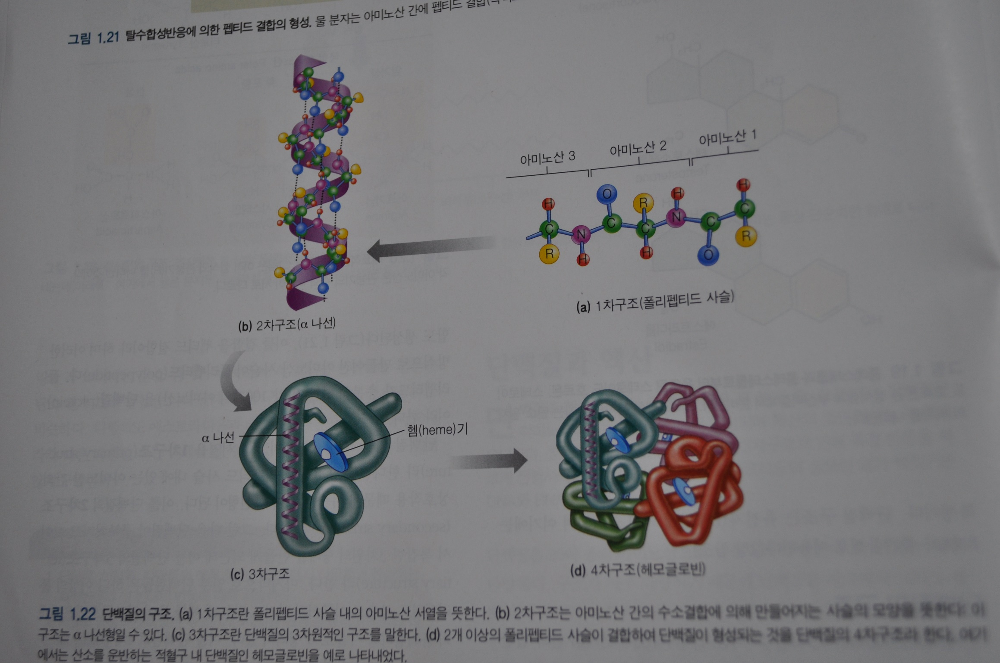 그림 1.21 탈수합성반응에 의한 펩티드 결합의 형성. 물 분자는 아미노산 간에 펩티드 결합
아미노산 3 아미노산 2 아미노산 1
H O R H H
C N C C N C C
R H H O R
(a) 1차구조(폴리펩티드 사슬)
(b) 2차구조(α 나선)
α 나선
헴(heme)기
(c) 3차구조
(d) 4차구조(헤모글로빈)
그림 1.22 단백질의 구조. (a) 1차구조란 폴리펩티드 사슬 내의 아미노산 서열을 뜻한다. (b) 2차구조는 아미노산 간의 수소결합에 의해 만들어지는 사슬의 모양을 뜻한다. 이
구조는 α 나선형일 수 있다. (c) 3차구조란 단백질의 3차원적인 구조를 말한다. (d) 2개 이상의 폴리펩티드 사슬이 결합하여 단백질이 형성되는 것을 단백질의 4차구조라 한다. 여기
에서는 산소를 운반하는 적혈구 내 단백질인 헤모글로빈을 예로 나타내었다.